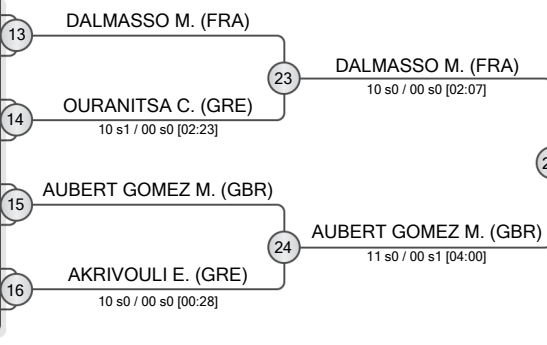 13
DALMASSO M. (FRA)
14
OURANITSA C. (GRE)
10 s1 / 00 s0 [02:23]
23
DALMASSO M. (FRA)
10 s0 / 00 s0 [02:07]
15
AUBERT GOMEZ M. (GBR)
16
AKRIVOULI E. (GRE)
10 s0 / 00 s0 [00:28]
24
AUBERT GOMEZ M. (GBR)
11 s0 / 00 s1 [04:00]